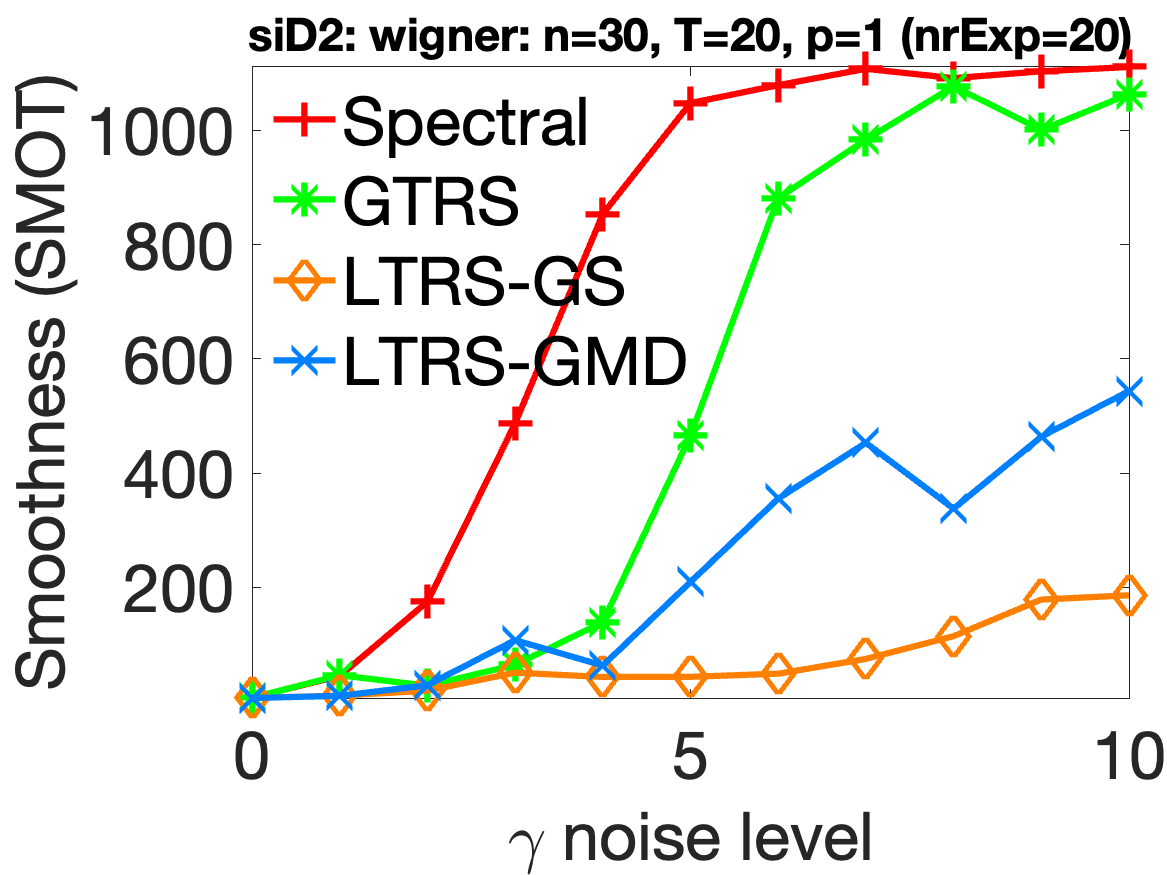 siD2: wigner: n=30, T=20, p=1 (nrExp=20)
Smoothness (SMOT)
1000
800
600
400
200
Spectral
GTRS
LTRS-GS
LTRS-GMD
0 5 10
γ noise level